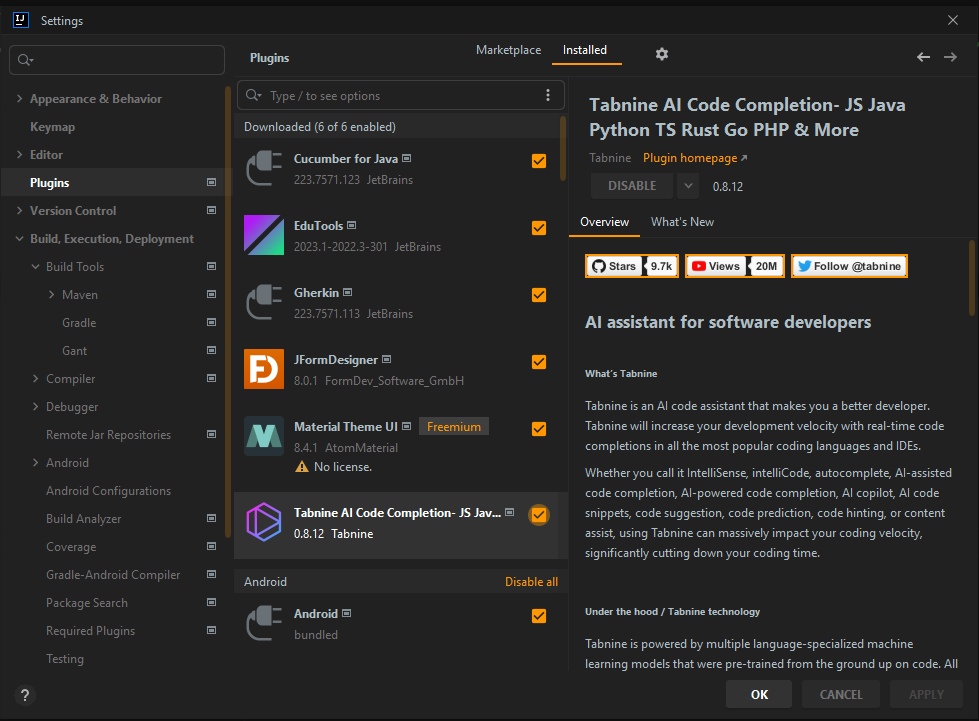 IJ
Settings
Appearance & Behavior
Keymap
Editor
Plugins
Version Control
Build, Execution, Deployment
Build Tools
Maven
Gradle
Gant
Compiler
Debugger
Remote Jar Repositories
Android
Android Configurations
Build Analyzer
Coverage
Gradle-Android Compiler
Package Search
Required Plugins
Testing
?
Plugins
Marketplace
Installed
Type / to see options
Downloaded (6 of 6 enabled)
Cucumber for Java
223.7571.123 JetBrains
EduTools
2023.1-2022.3-301 JetBrains
Gherkin
223.7571.113 JetBrains
JFormDesigner
8.0.1 FormDev_Software_GmbH
Material Theme UI Freemium
8.4.1 AtomMaterial
No license.
Tabnine AI Code Completion- JS Jav...
0.8.12 Tabnine
Android Disable all
Android
bundled
Tabnine AI Code Completion- JS Java
Python TS Rust Go PHP & More
Tabnine Plugin homepage ↗
DISABLE 0.8.12
Overview What's New
Stars 9.7k Views 20M Follow @tabnine
AI assistant for software developers
What's Tabnine
Tabnine is an AI code assistant that makes you a better developer.
Tabnine will increase your development velocity with real-time code
completions in all the most popular coding languages and IDEs.
Whether you call it IntelliSense, intelliCode, autocomplete, AI-assisted
code completion, AI-powered code completion, AI copilot, AI code
snippets, code suggestion, code prediction, code hinting, or content
assist, using Tabnine can massively impact your coding velocity,
significantly cutting down your coding time.
Under the hood / Tabnine technology
Tabnine is powered by multiple language-specialized machine
learning models that were pre-trained from the ground up on code. All
OK CANCEL APPLY